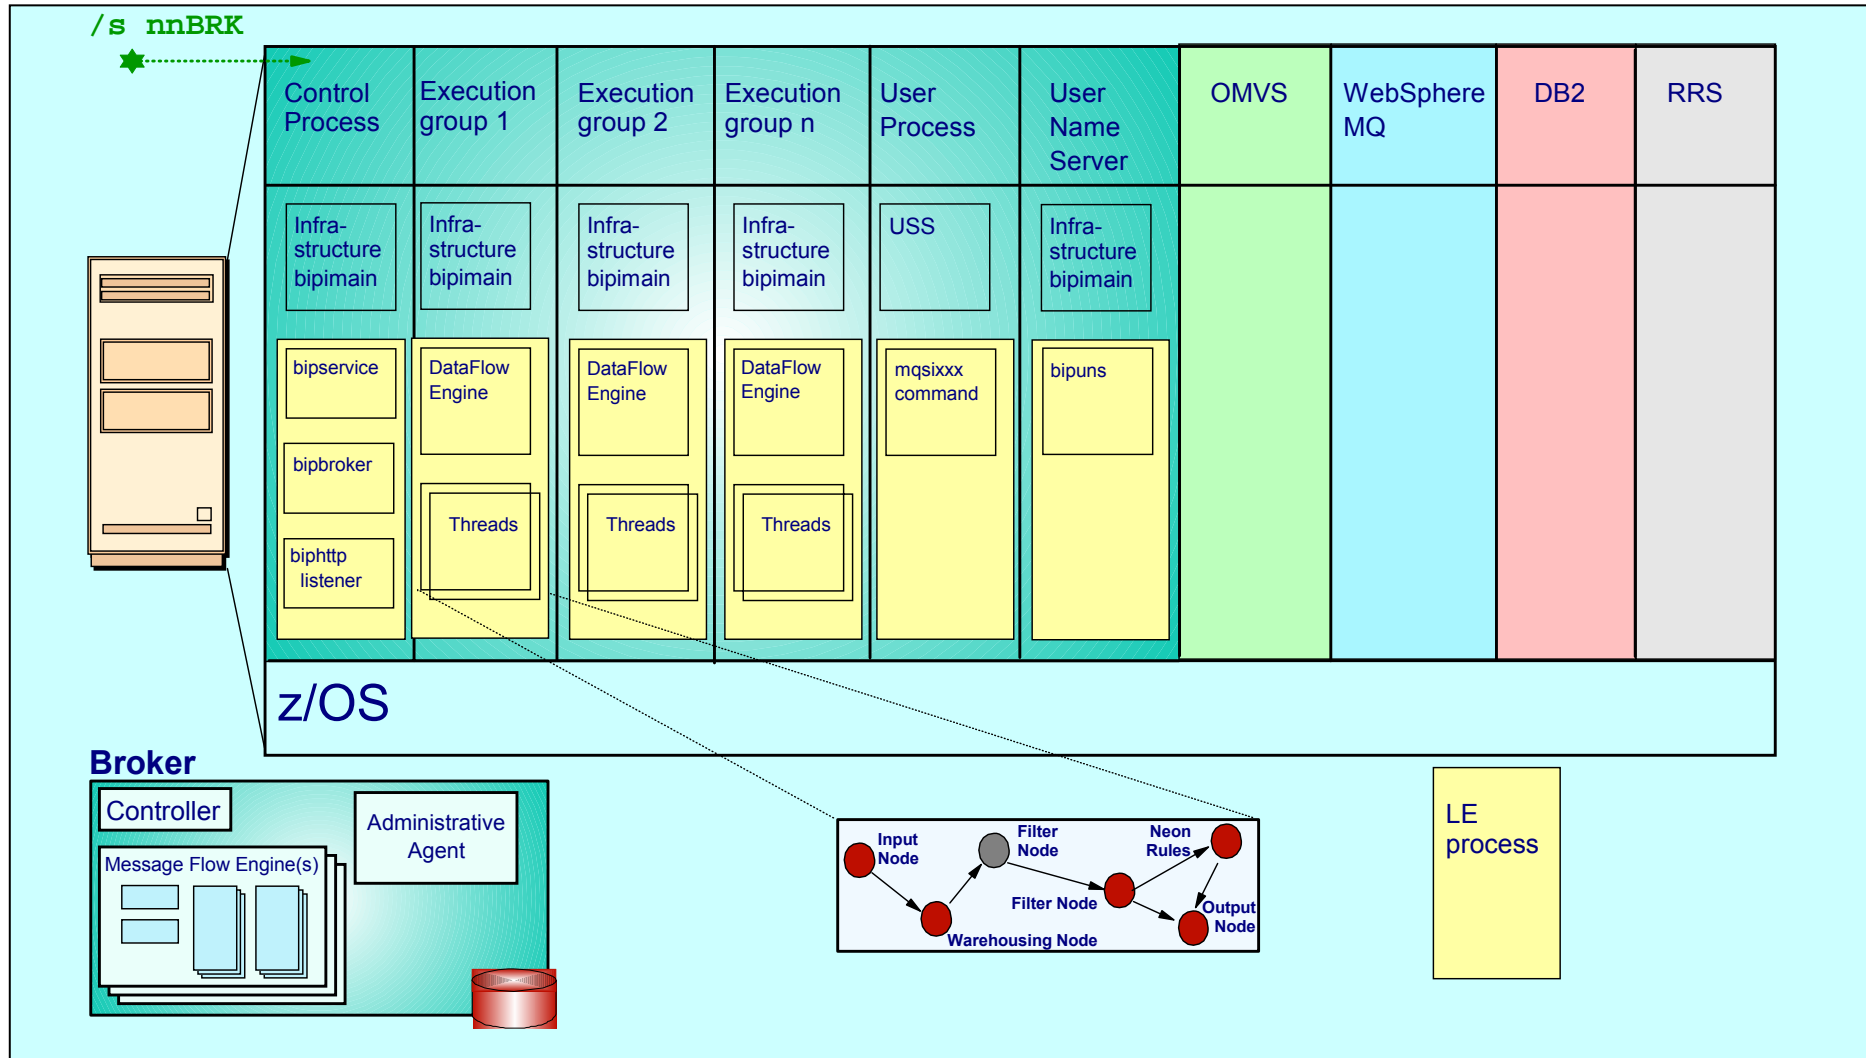 /s nnBRK
Control
Process
Execution
group 1
Execution
group 2
Execution
group n
User
Process
User
Name
Server
OMVS
WebSphere
MQ
DB2
RRS
Infra-
structure
bipimain
Infra-
structure
bipimain
Infra-
structure
bipimain
Infra-
structure
bipimain
USS
Infra-
structure
bipimain
bipservice
bipbroker
biphttp
listener
DataFlow
Engine
Threads
DataFlow
Engine
Threads
DataFlow
Engine
Threads
mqsixxx
command
bipuns
z/OS
Broker
Controller
Administrative
Agent
Message Flow Engine(s)
Input
Node
Filter
Node
Neon
Rules
Filter Node
Output
Node
Warehousing Node
LE
process